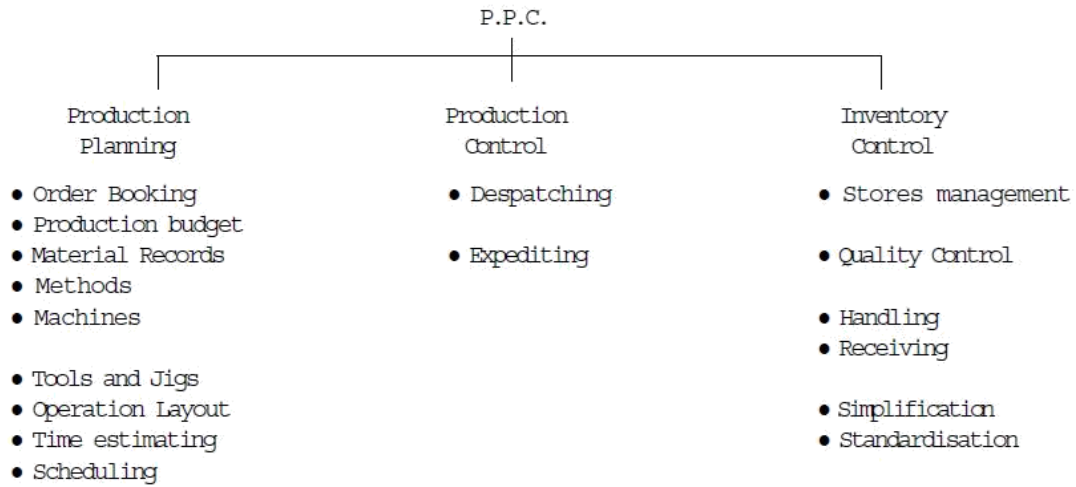 P.P.C.
Production
Planning
● Order Booking
● Production budget
● Material Records
● Methods
● Machines
● Tools and Jigs
● Operation Layout
● Time estimating
● Scheduling
Production
Control
● Despatching
● Expediting
Inventory
Control
● Stores management
● Quality Control
● Handling
● Receiving
● Simplification
● Standardisation